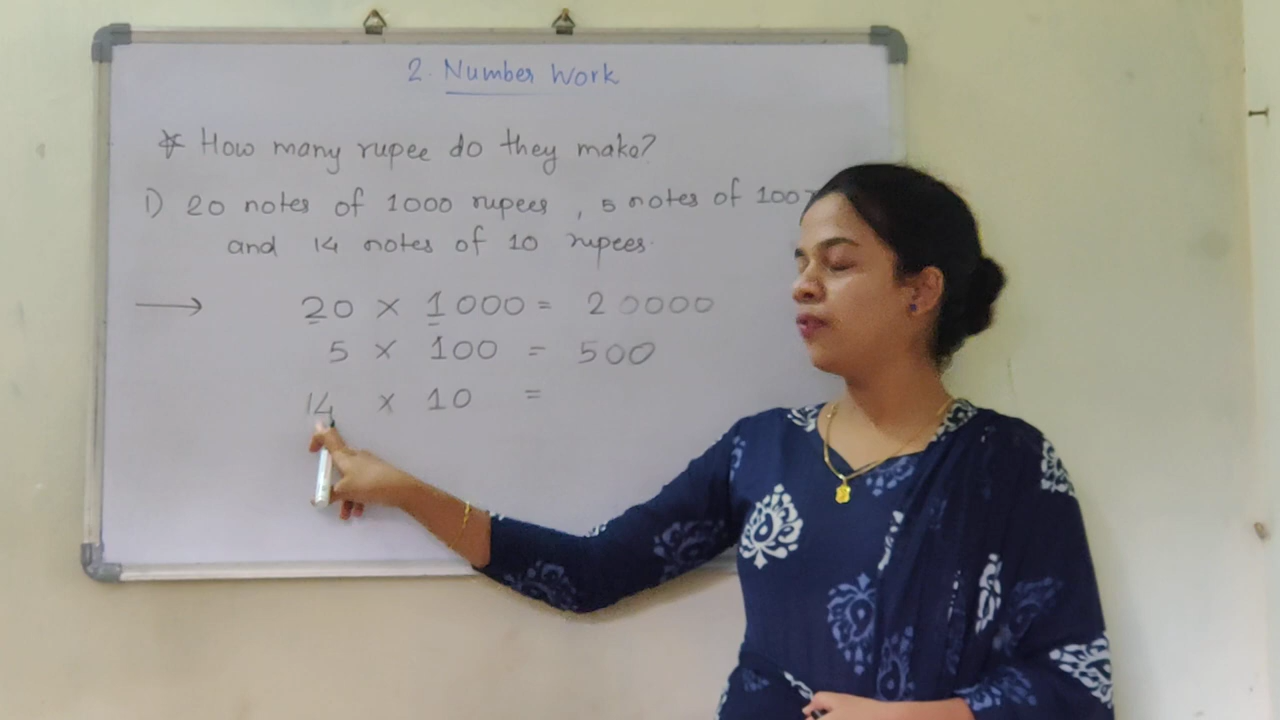 2. Number Work
* How many rupee do they make?
1) 20 notes of 1000 rupees, 5 notes of 100
and 14 notes of 10 rupees.
→ 20 × 1000 = 20000
5 × 100 = 500
14 × 10 =